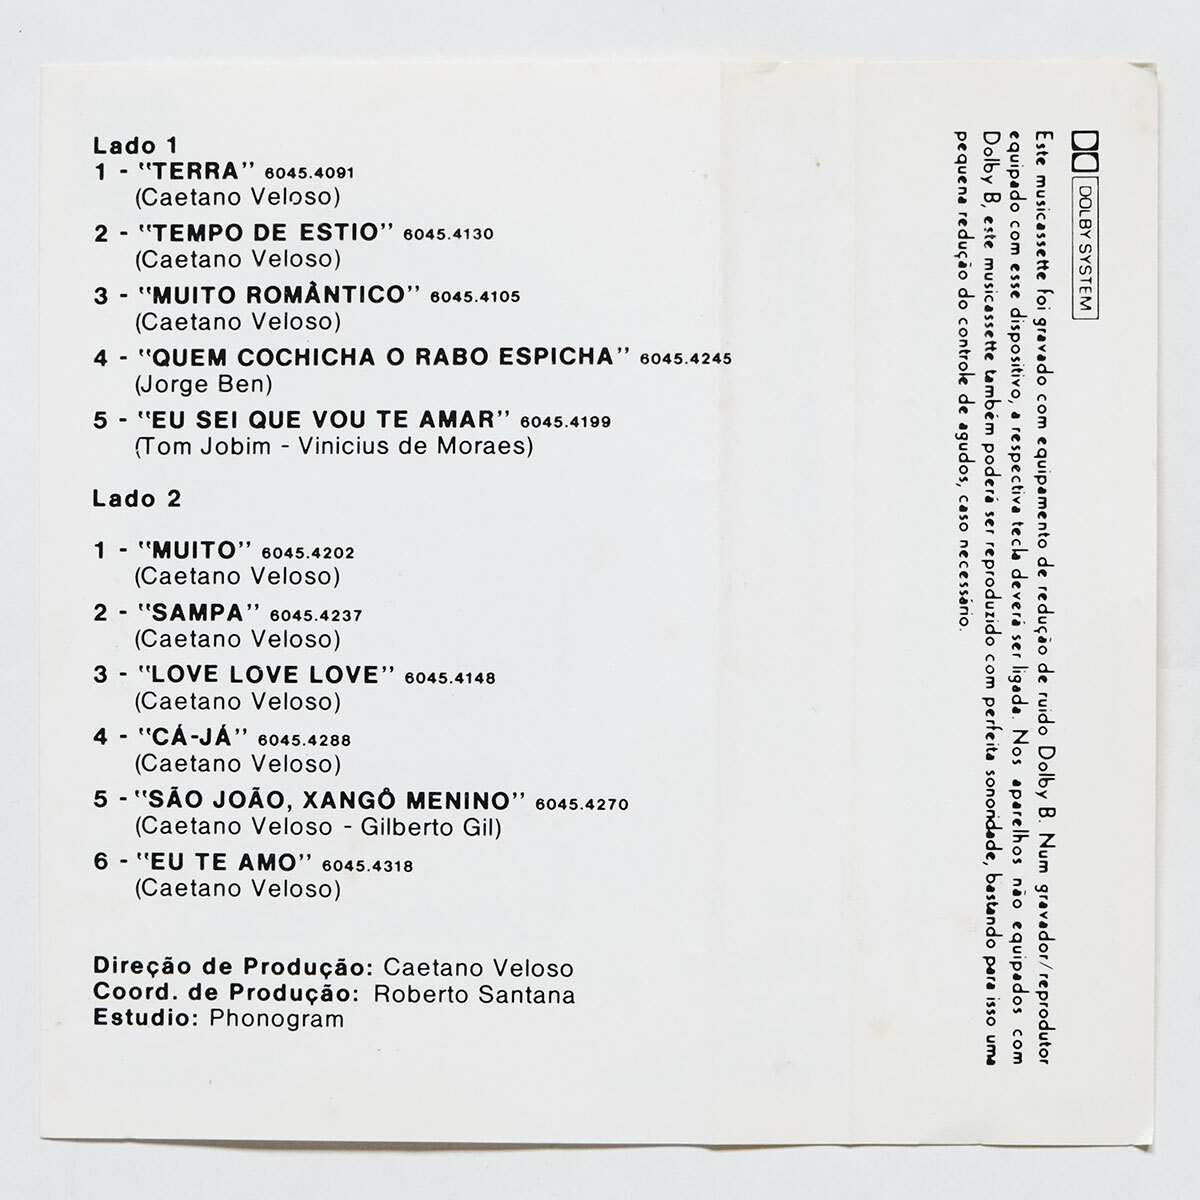 Lado 1
1 - "TERRA" 6045.4091
(Caetano Veloso)
2 - "TEMPO DE ESTIO" 6045.4130
(Caetano Veloso)
3 - "MUITO ROMÂNTICO" 6045.4105
(Caetano Veloso)
4 - "QUEM COCHICHA O RABO ESPICHA" 6045.4245
(Jorge Ben)
5 - "EU SEI QUE VOU TE AMAR" 6045.4199
(Tom Jobim - Vinicius de Moraes)
Lado 2
1 - "MUITO" 6045.4202
(Caetano Veloso)
2 - "SAMPA" 6045.4237
(Caetano Veloso)
3 - "LOVE LOVE LOVE" 6045.4148
(Caetano Veloso)
4 - "CÁ-JÁ" 6045.4288
(Caetano Veloso)
5 - "SÃO JOÃO, XANGÔ MENINO" 6045.4270
(Caetano Veloso - Gilberto Gil)
6 - "EU TE AMO" 6045.4318
(Caetano Veloso)
Direção de Produção: Caetano Veloso
Coord. de Produção: Roberto Santana
Estudio: Phonogram
DOLBY SYSTEM
Este musicassette foi gravado com equipamento de redução de ruido Dolby B. Num gravador/reprodutor
equipado com esse dispositivo, a respectiva tecla deverá ser ligada. Nos aparelhos não equipados com
Dolby B, este musicassette também poderá ser reproduzido com perfeita sonoridade, bastando para isso uma
pequena redução do controle de agudos, caso necessário.